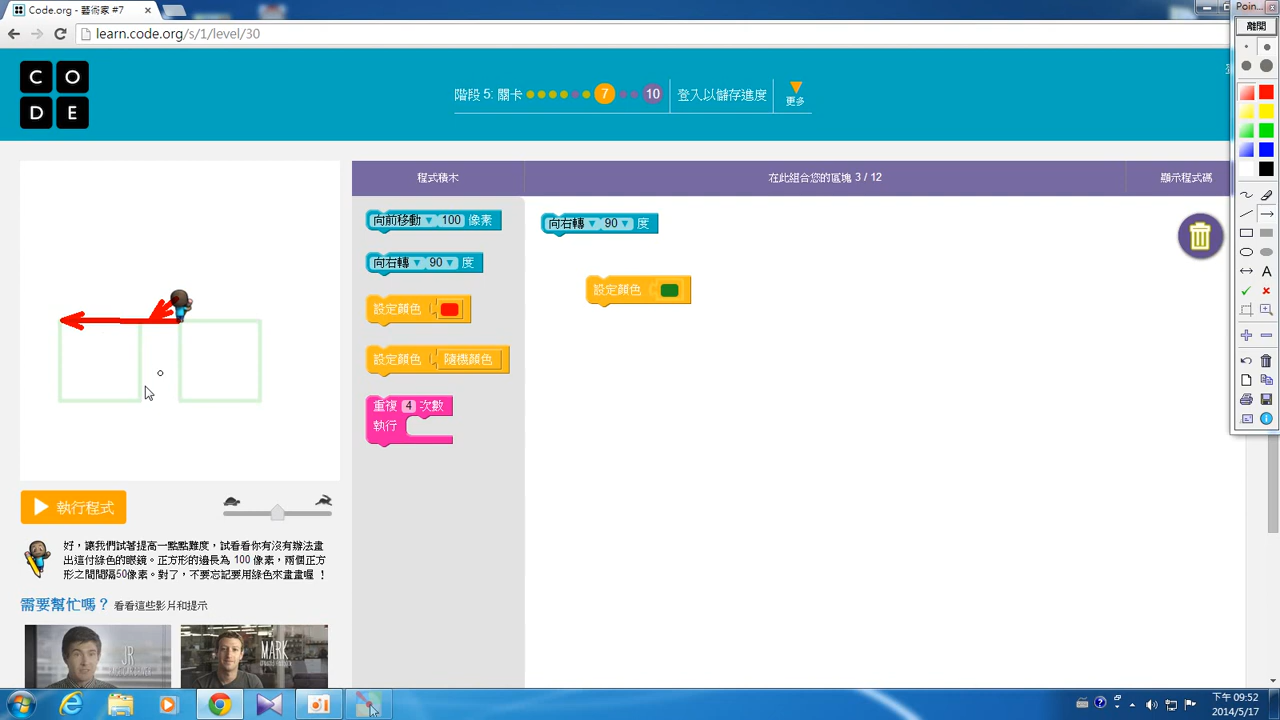 Code.org - 藝術家 #7
Poin...
learn.code.org/s/1/level/30
離開
C O
D E
階段 5: 關卡 7 10
登入以儲存進度
更多
程式積木
在此組合您的區塊 3 / 12
顯示程式碼
向前移動 100 像素
向右轉 90 度
設定顏色
設定顏色 隨機顏色
重複 4 次數
執行
向右轉 90 度
設定顏色
A
執行程式
好，讓我們試著提高一點點難度，試看看你有沒有辦法畫
出這付綠色的眼鏡。正方形的邊長為 100 像素，兩個正方
形之間間隔50像素。對了，不要忘記要用綠色來畫畫喔 ！
需要幫忙嗎？ 看看這些影片和提示
JR
MARK
下午 09:52
2014/5/17